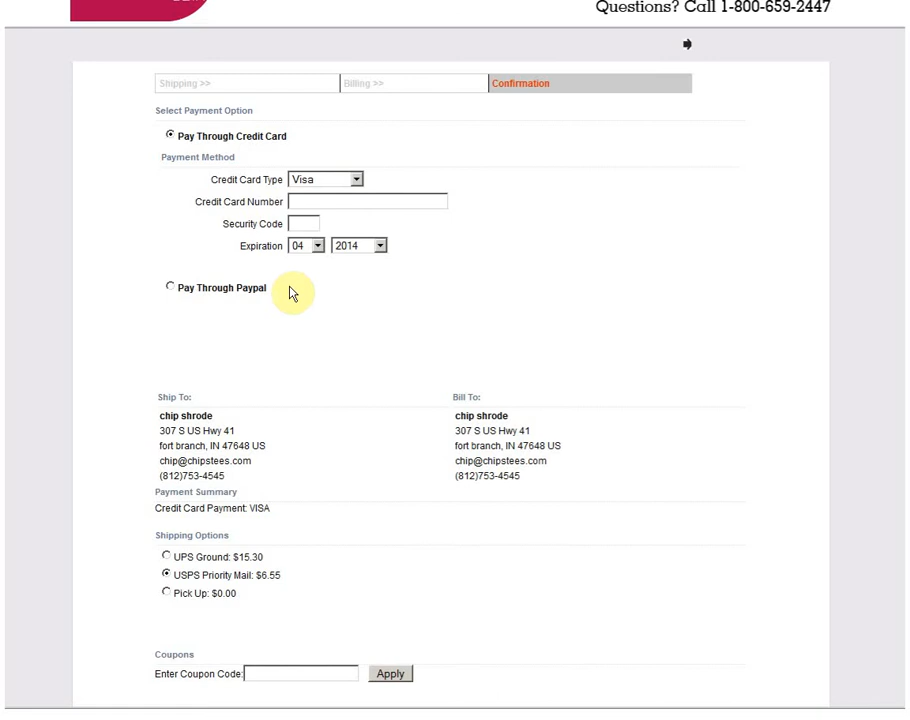 Questions? Call 1-800-659-2447
Shipping >> Billing >> Confirmation
Select Payment Option
Pay Through Credit Card
Payment Method
Credit Card Type Visa
Credit Card Number
Security Code
Expiration 04 2014
Pay Through Paypal
Ship To: Bill To:
chip shrode chip shrode
307 S US Hwy 41 307 S US Hwy 41
fort branch, IN 47648 US fort branch, IN 47648 US
chip@chipstees.com chip@chipstees.com
(812)753-4545 (812)753-4545
Payment Summary
Credit Card Payment: VISA
Shipping Options
UPS Ground: $15.30
USPS Priority Mail: $6.55
Pick Up: $0.00
Coupons
Enter Coupon Code: Apply